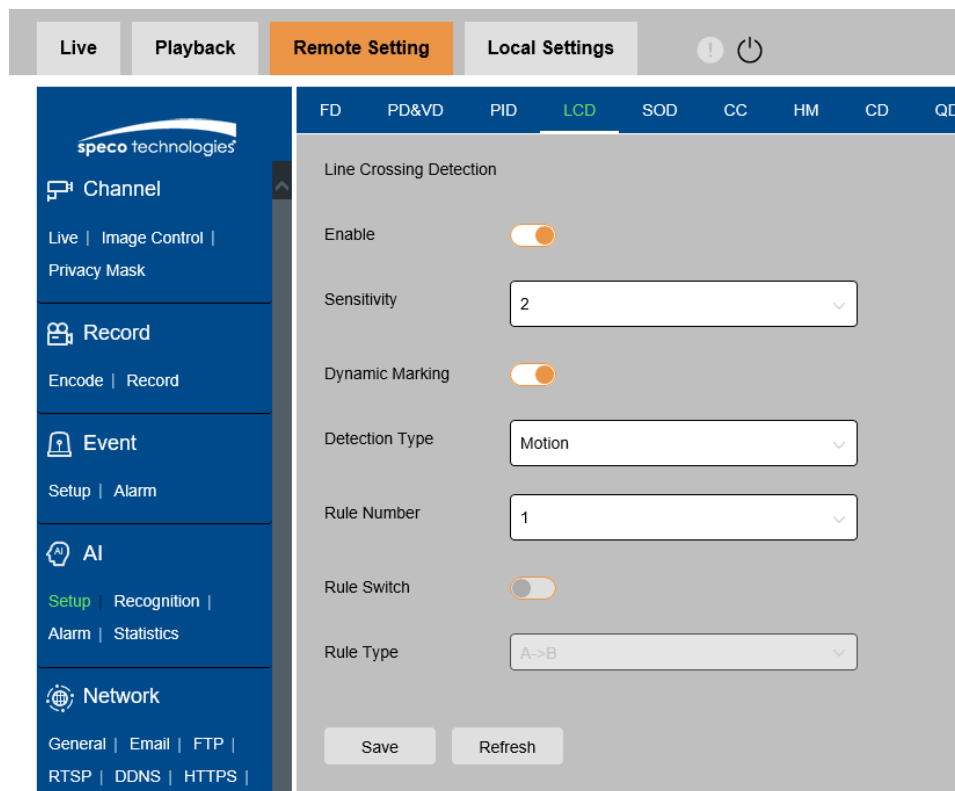 Live Playback Remote Setting Local Settings !
FD PD&VD PID LCD SOD CC HM CD QD
speco technologies
Channel
Live | Image Control |
Privacy Mask
Record
Encode | Record
Event
Setup | Alarm
AI AI
Setup | Recognition |
Alarm | Statistics
Network
General | Email | FTP |
RTSP | DDNS | HTTPS |
Line Crossing Detection
Enable
Sensitivity 2
Dynamic Marking
Detection Type Motion
Rule Number 1
Rule Switch
Rule Type A->B
Save Refresh